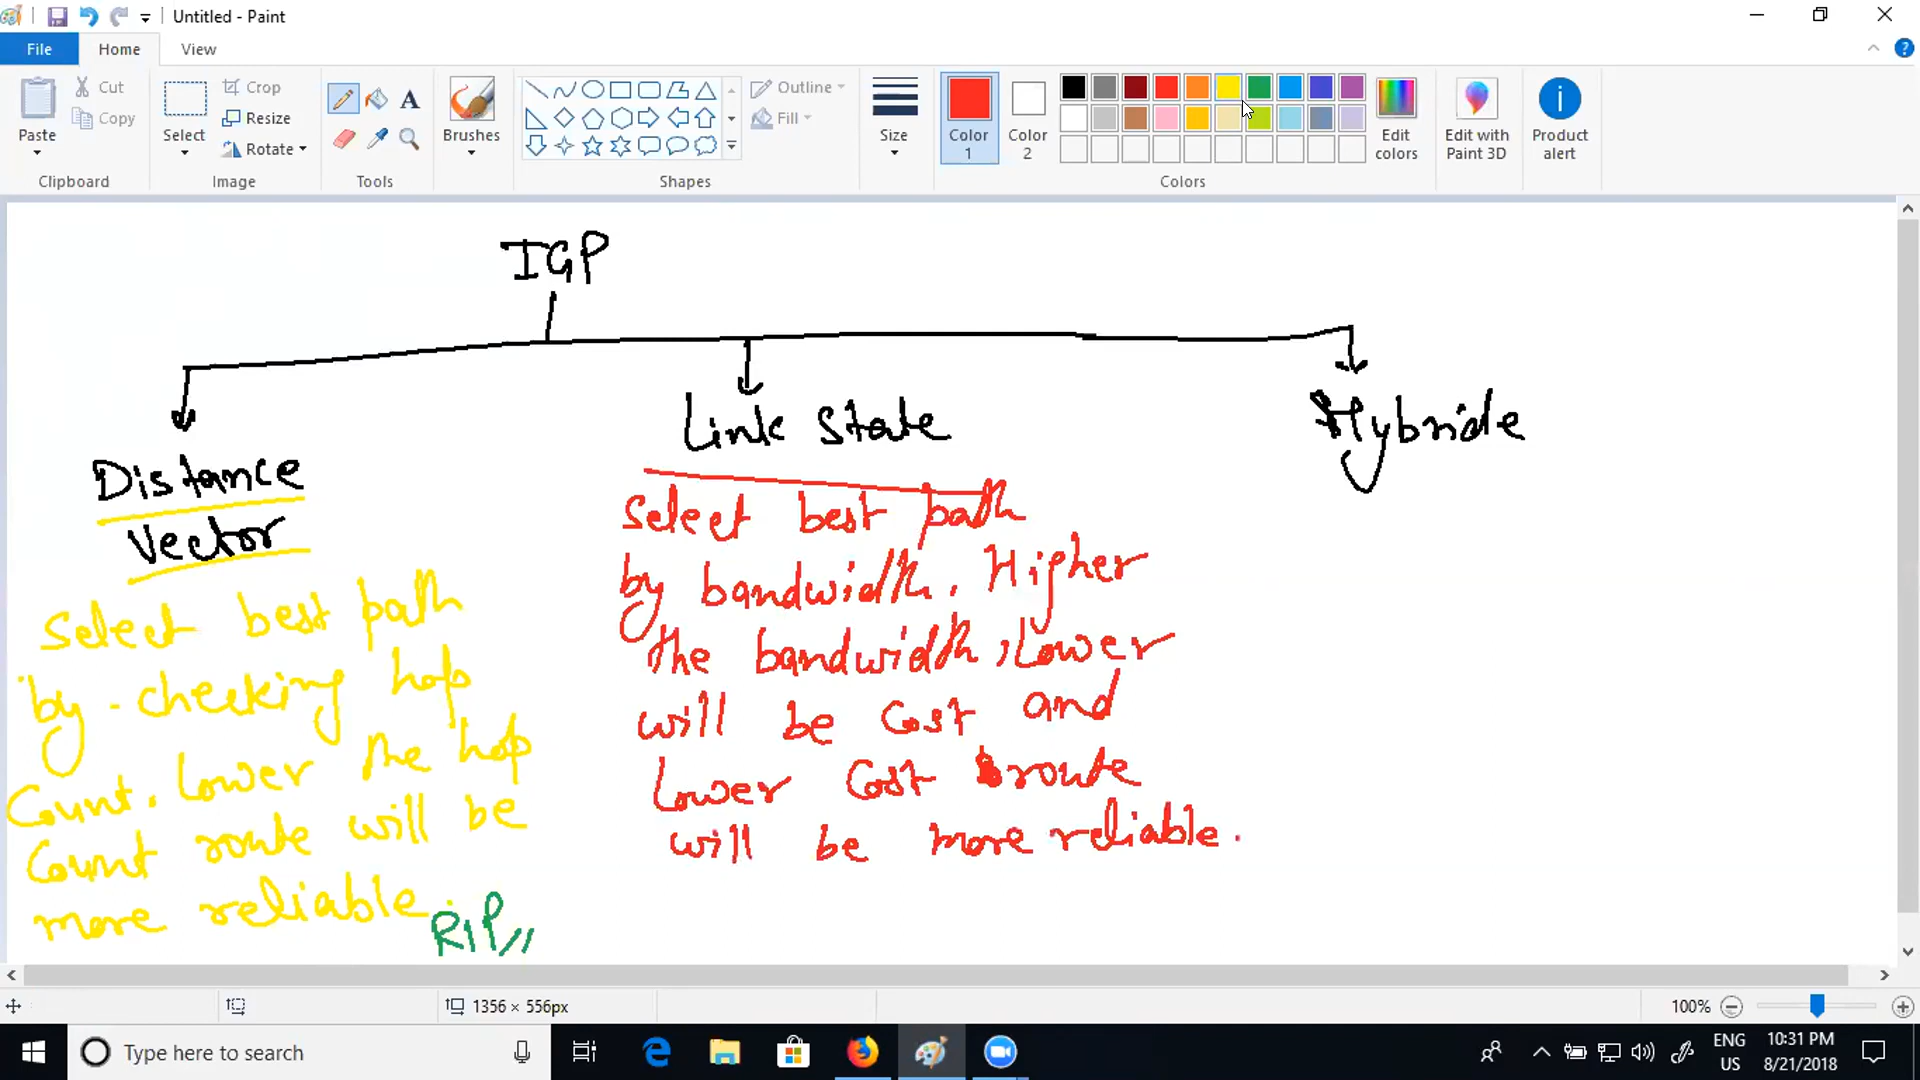 Untitled - Paint
File
Home
View
Paste
Cut
Copy
Clipboard
Select
Crop
Resize
Rotate
Image
Tools
Brushes
Shapes
Outline
Fill
Size
Color 1
Color 2
Edit colors
Colors
Edit with Paint 3D
Product alert
IGP
Distance
Vector
Select best path
by checking hop
Count. Lower the hop
Count route will be
more reliable.
RIP,
Link State
Select best path
by bandwidth. Higher
the bandwidth, Lower
will be Cost and
Lower Cost route
will be more reliable.
Hybride
1356 × 556px
100%
Type here to search
ENG
US
10:31 PM
8/21/2018